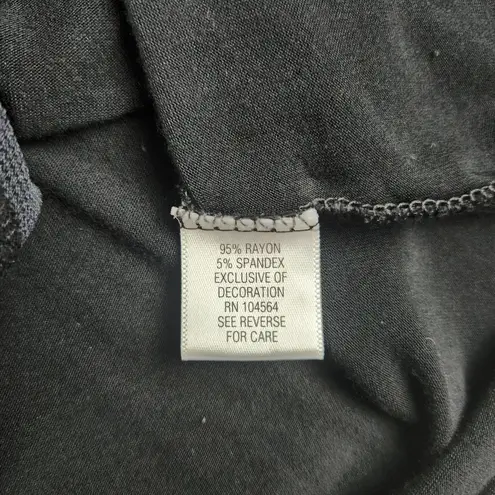 95% RAYON
5% SPANDEX
EXCLUSIVE OF
DECORATION
RN 104564
SEE REVERSE
FOR CARE